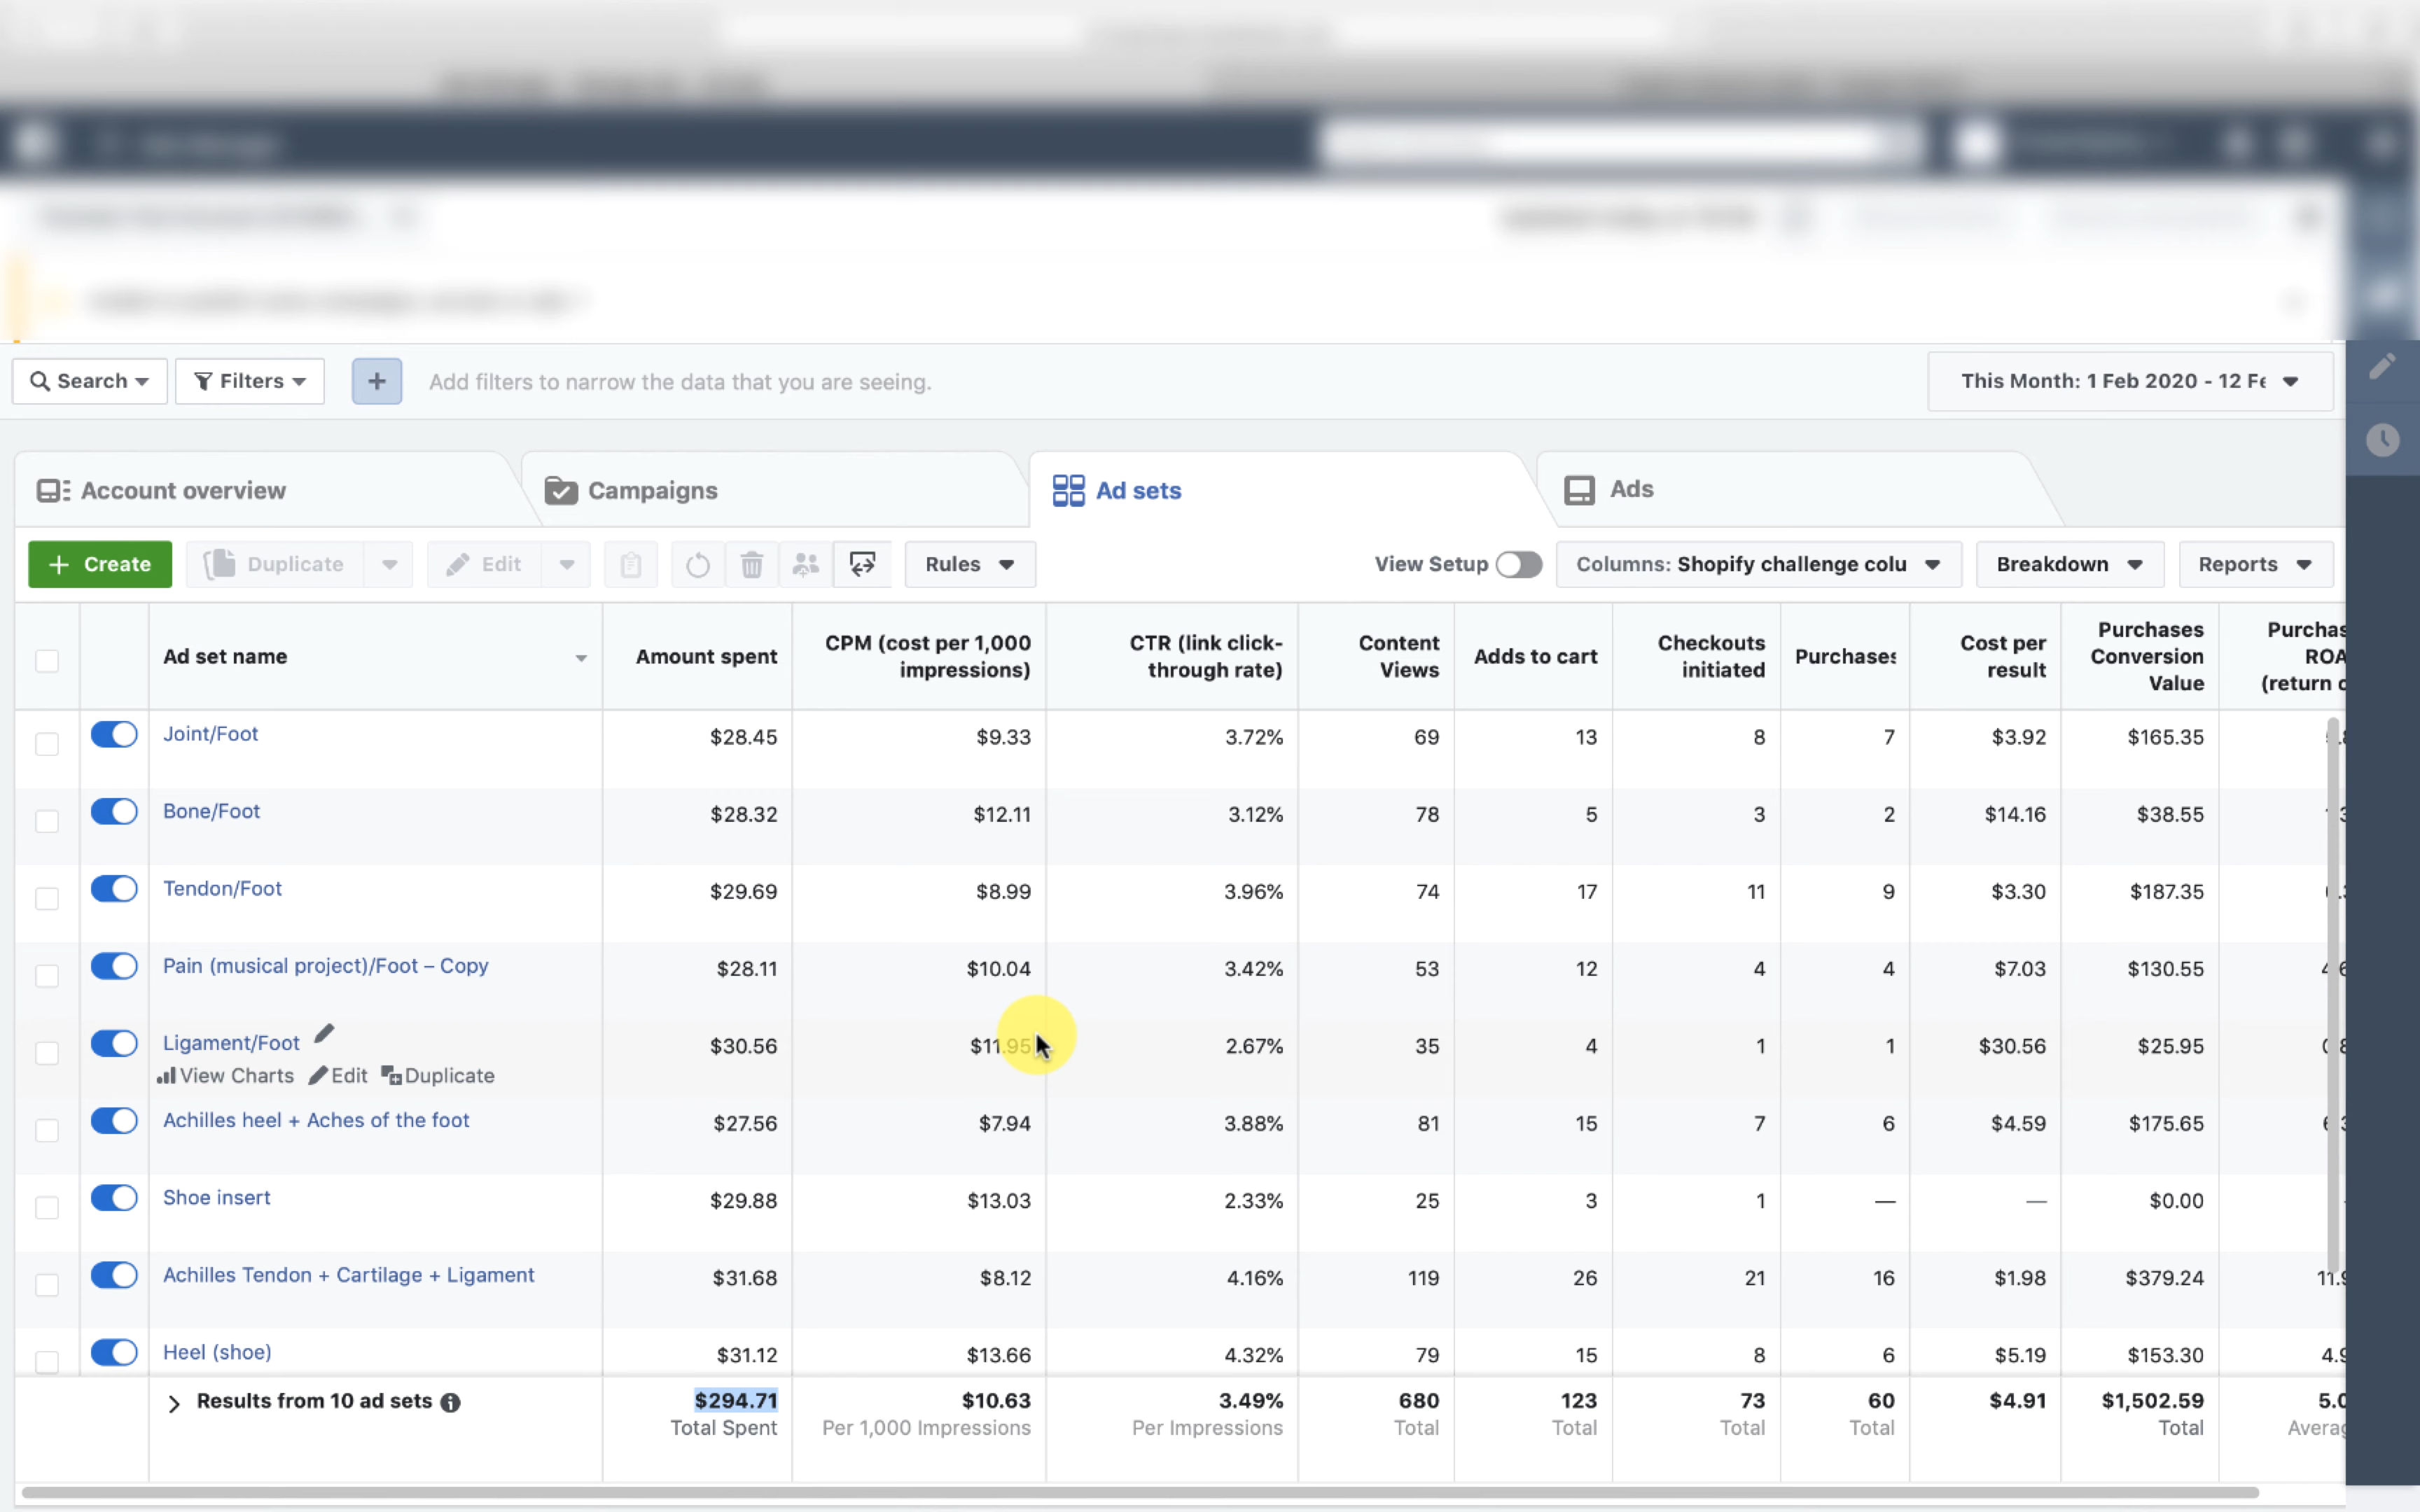 Search
Filters
+
Add filters to narrow the data that you are seeing.
This Month: 1 Feb 2020 - 12 Fe
Account overview
Campaigns
Ad sets
Ads
+ Create
Duplicate
Edit
Rules
View Setup
Columns: Shopify challenge colu
Breakdown
Reports
Ad set name
Amount spent
CPM (cost per 1,000
impressions)
CTR (link click-
through rate)
Content
Views
Adds to cart
Checkouts
initiated
Purchases
Cost per
result
Purchases
Conversion
Value
Purchas
ROA
(return o
Joint/Foot $28.45 $9.33 3.72% 69 13 8 7 $3.92 $165.35
Bone/Foot $28.32 $12.11 3.12% 78 5 3 2 $14.16 $38.55
Tendon/Foot $29.69 $8.99 3.96% 74 17 11 9 $3.30 $187.35
Pain (musical project)/Foot – Copy $28.11 $10.04 3.42% 53 12 4 4 $7.03 $130.55
Ligament/Foot $30.56 $11.95 2.67% 35 4 1 1 $30.56 $25.95
View Charts Edit Duplicate
Achilles heel + Aches of the foot $27.56 $7.94 3.88% 81 15 7 6 $4.59 $175.65
Shoe insert $29.88 $13.03 2.33% 25 3 1 — — $0.00
Achilles Tendon + Cartilage + Ligament $31.68 $8.12 4.16% 119 26 21 16 $1.98 $379.24 11.9
Heel (shoe) $31.12 $13.66 4.32% 79 15 8 6 $5.19 $153.30 4.9
Results from 10 ad sets $294.71 $10.63 3.49% 680 123 73 60 $4.91 $1,502.59 5.0
Total Spent Per 1,000 Impressions Per Impressions Total Total Total Total Total Averag